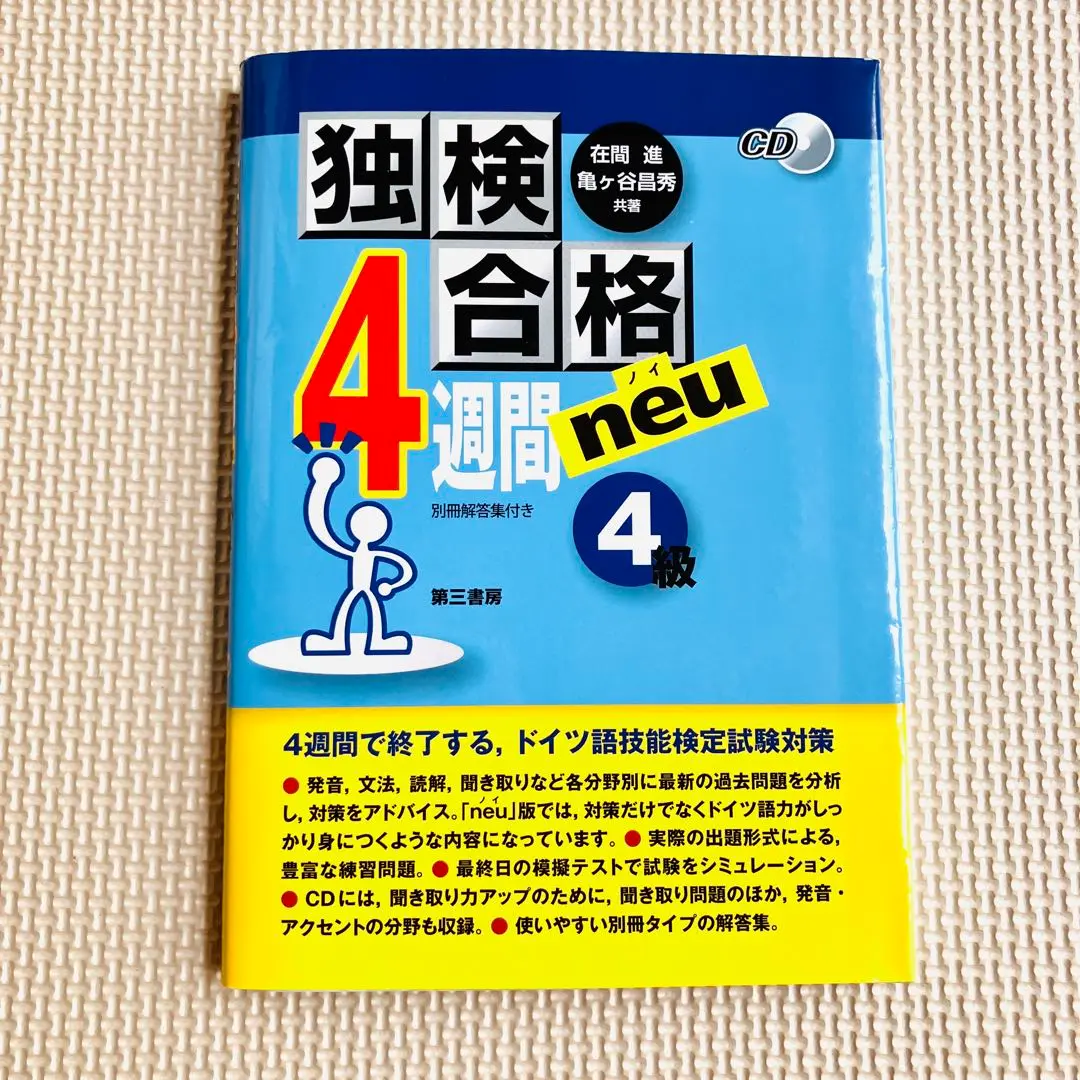 独検
合格
在間 進
亀ヶ谷昌秀
共著
CD
4週間
ノイ
neu
別冊解答集付き
4級
第三書房
4週間で終了する, ドイツ語技能検定試験対策
● 発音, 文法, 読解, 聞き取りなど各分野別に最新の過去問題を分析
ノイ
し, 対策をアドバイス。「neu」版では, 対策だけでなくドイツ語力がしっ
かり身につくような内容になっています。● 実際の出題形式による,
豊富な練習問題。● 最終日の模擬テストで試験をシミュレーション。
● CDには, 聞き取り力アップのために, 聞き取り問題のほか, 発音・
アクセントの分野も収録。● 使いやすい別冊タイプの解答集。